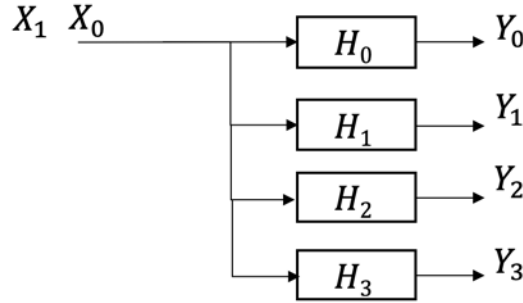 X₁ X₀ H₀ Y₀
H₁ Y₁
H₂ Y₂
H₃ Y₃